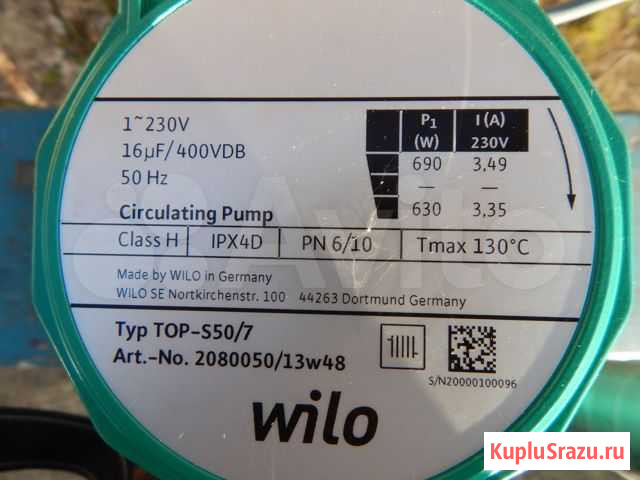 1~230V
16µF/400VDB
50 Hz
P1 (W) I (A) 230V
690 3,49
— —
630 3,35
Circulating Pump
Class H IPX4D PN 6/10 Tmax 130°C
Made by WILO in Germany
WILO SE Nortkirchenstr. 100 44263 Dortmund Germany
Typ TOP-S50/7
Art.-No. 2080050/13w48
S/N20000100096
wilo
Avito
KupluSrazu.ru